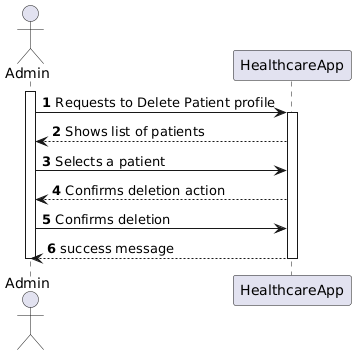 Admin
HealthcareApp
1 Requests to Delete Patient profile
2 Shows list of patients
3 Selects a patient
4 Confirms deletion action
5 Confirms deletion
6 success message
Admin
HealthcareApp